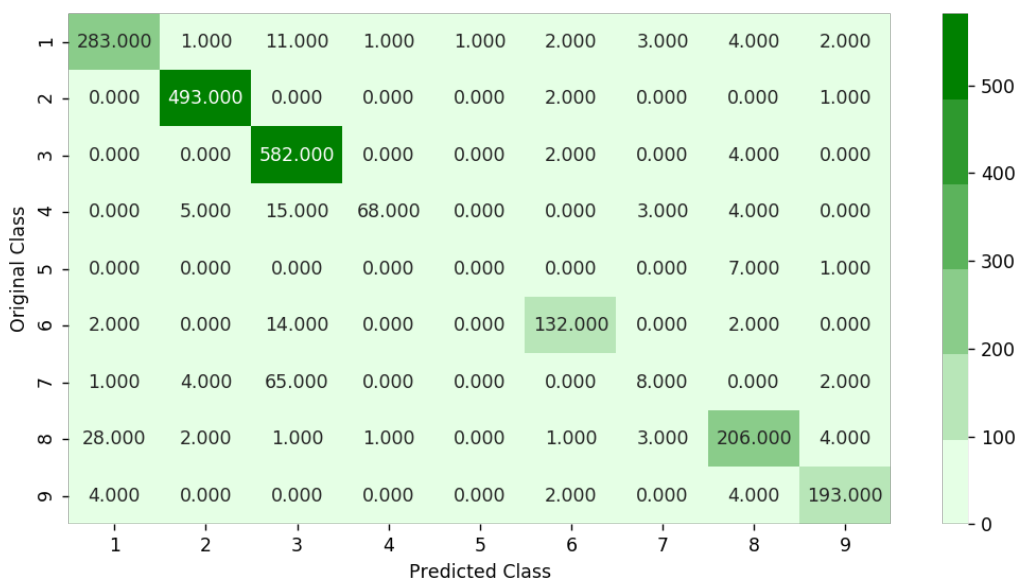 1 283.000 1.000 11.000 1.000 1.000 2.000 3.000 4.000 2.000
2 0.000 493.000 0.000 0.000 0.000 2.000 0.000 0.000 1.000
3 0.000 0.000 582.000 0.000 0.000 2.000 0.000 4.000 0.000
4 0.000 5.000 15.000 68.000 0.000 0.000 3.000 4.000 0.000
5 0.000 0.000 0.000 0.000 0.000 0.000 0.000 7.000 1.000
6 2.000 0.000 14.000 0.000 0.000 132.000 0.000 2.000 0.000
7 1.000 4.000 65.000 0.000 0.000 0.000 8.000 0.000 2.000
8 28.000 2.000 1.000 1.000 0.000 1.000 3.000 206.000 4.000
9 4.000 0.000 0.000 0.000 0.000 2.000 0.000 4.000 193.000
1 2 3 4 5 6 7 8 9
Predicted Class
Original Class
500
400
300
200
100
0